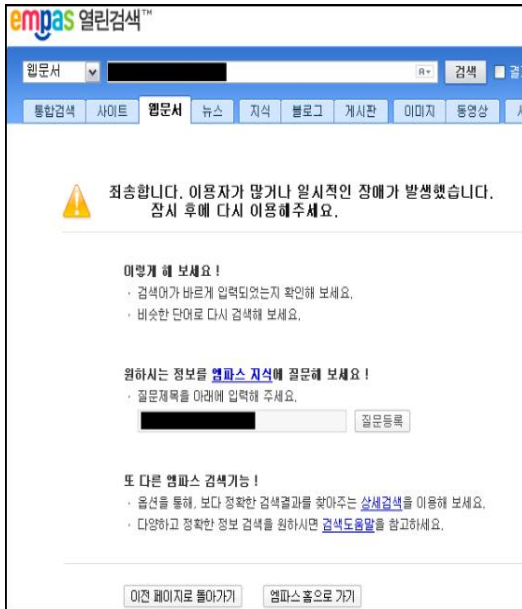 empas 열린검색™
웹문서 검색 결
통합검색 사이트 웹문서 뉴스 지식 블로그 게시판 이미지 동영상
죄송합니다. 이용자가 많거나 일시적인 장애가 발생했습니다.
잠시 후에 다시 이용해주세요.
이렇게 해 보세요 !
· 검색어가 바르게 입력되었는지 확인해 보세요.
· 비슷한 단어로 다시 검색해 보세요.
원하시는 정보를 엠파스 지식에 질문해 보세요 !
· 질문제목을 아래에 입력해 주세요.
질문등록
또 다른 엠파스 검색기능 !
· 옵션을 통해, 보다 정확한 검색결과를 찾아주는 상세검색을 이용해 보세요.
· 다양하고 정확한 정보 검색을 원하시면 검색도움말을 참고하세요.
이전 페이지로 돌아가기 엠파스 홈으로 가기